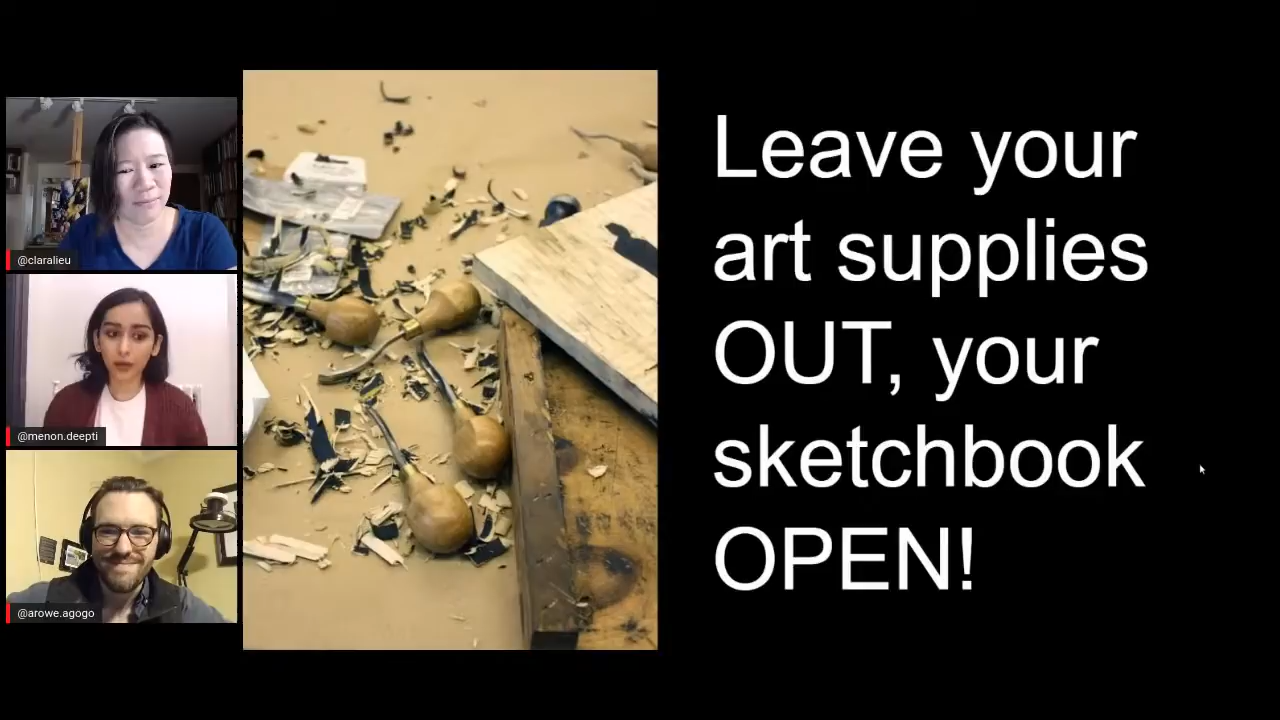 @claralieu
@menon.deepti
@arowe.agogo
Leave your
art supplies
OUT, your
sketchbook
OPEN!